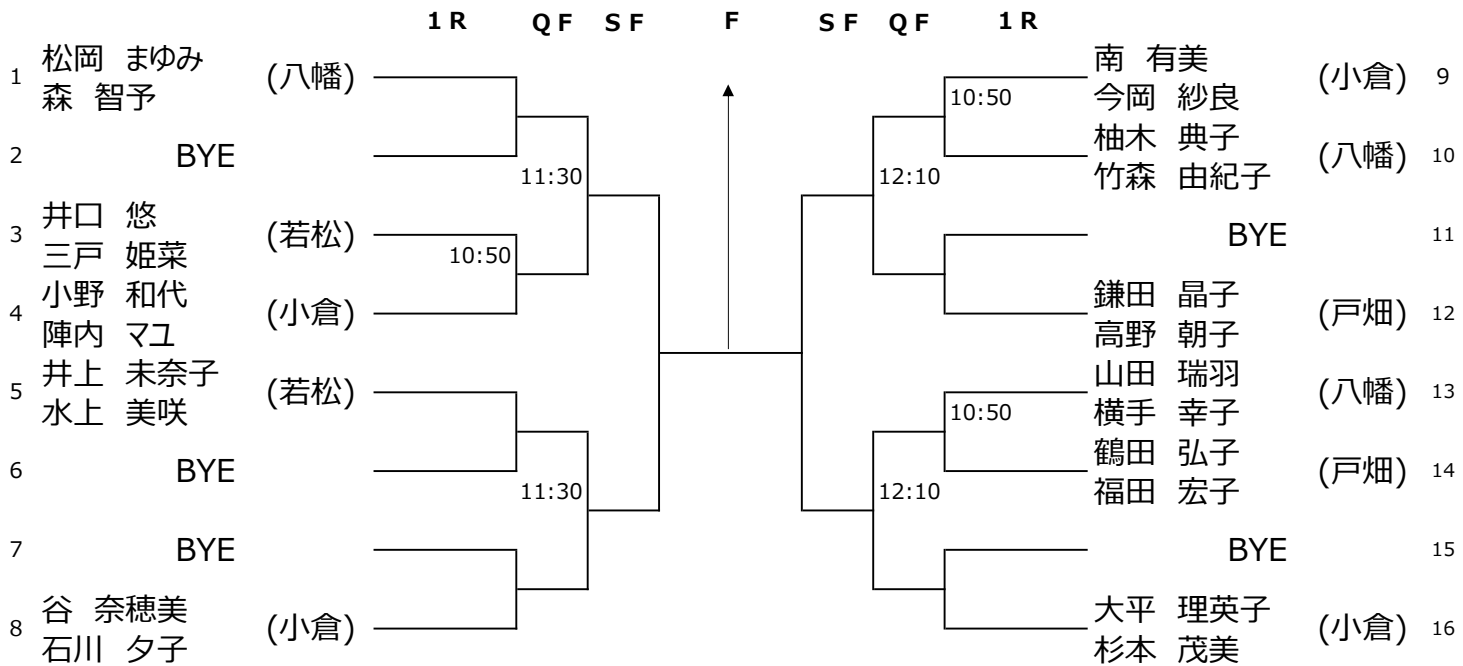 1 R Q F S F F S F Q F 1 R
1 松岡 まゆみ 森 智予 (八幡)
2 BYE
11:30
3 井口 悠 三戸 姫菜 (若松)
10:50
4 小野 和代 陣内 マユ (小倉)
5 井上 未奈子 水上 美咲 (若松)
6 BYE
11:30
7 BYE
8 谷 奈穂美 石川 夕子 (小倉)
南 有美 今岡 紗良 (小倉) 9
10:50
柚木 典子 竹森 由紀子 (八幡) 10
12:10
BYE 11
鎌田 晶子 高野 朝子 (戸畑) 12
山田 瑞羽 横手 幸子 (八幡) 13
10:50
鶴田 弘子 福田 宏子 (戸畑) 14
12:10
BYE 15
大平 理英子 杉本 茂美 (小倉) 16